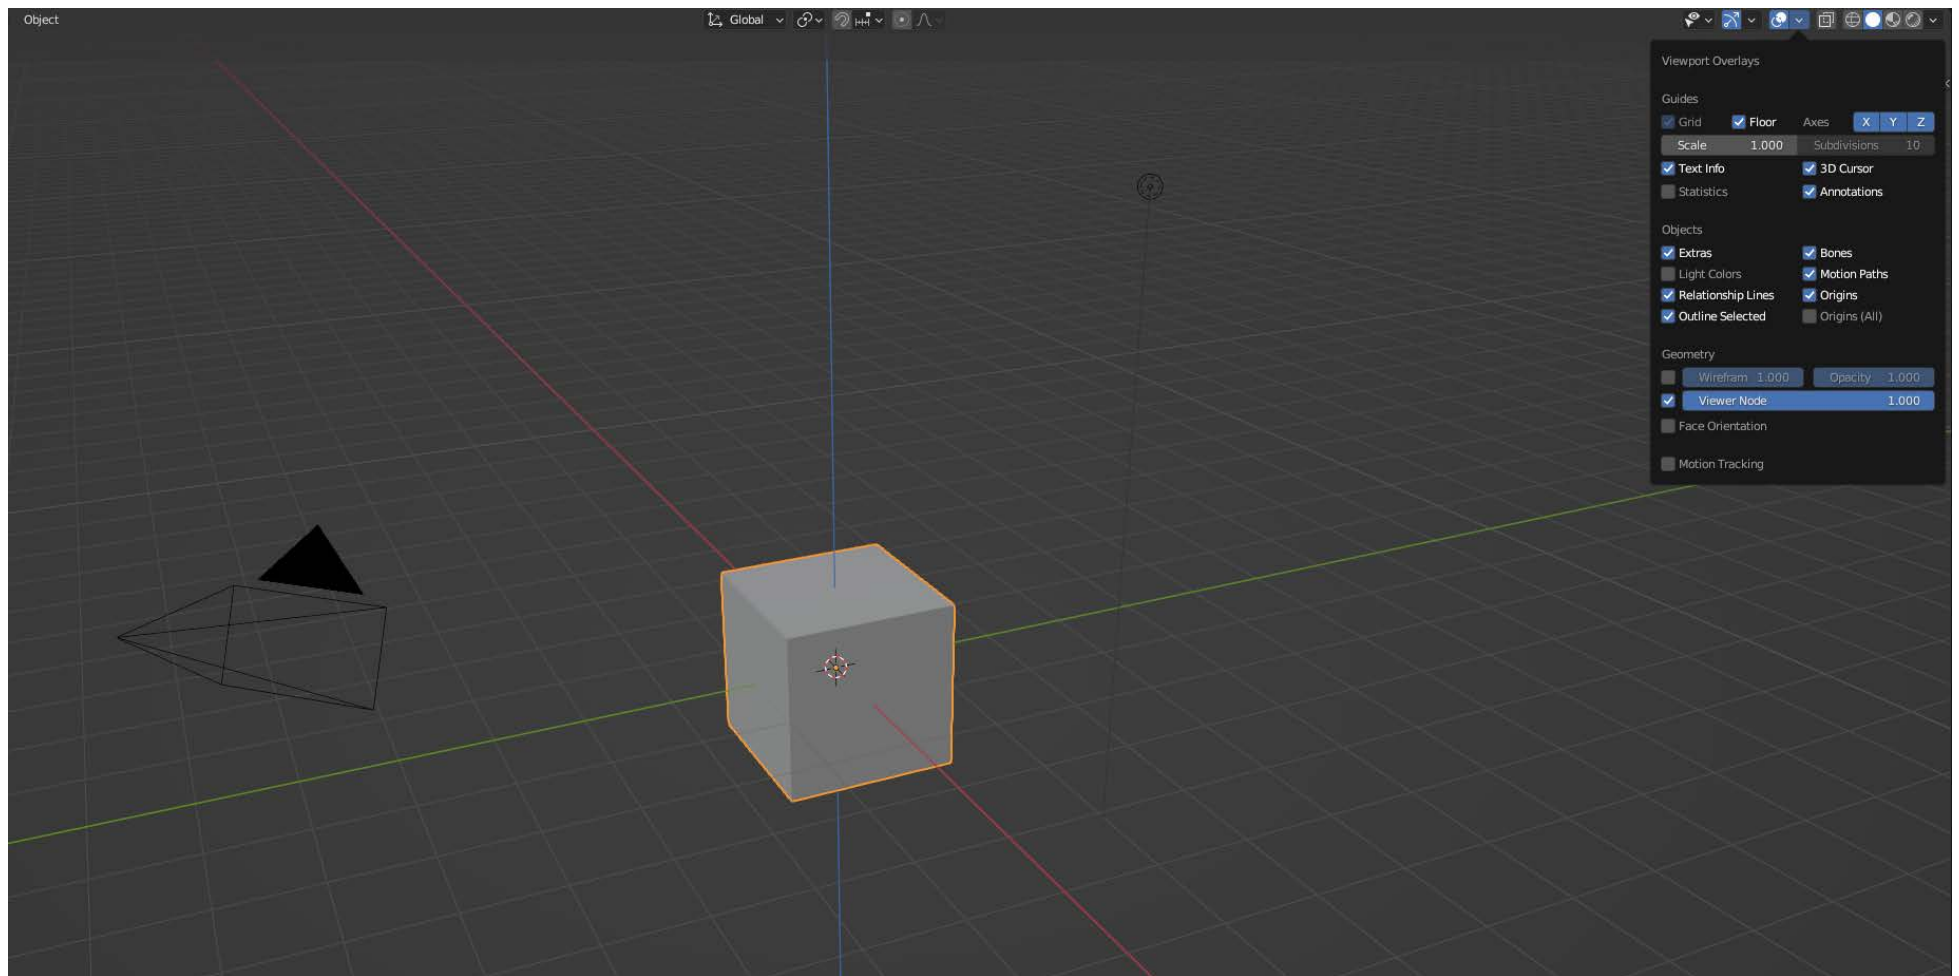 Object Global
Viewport Overlays
Guides
Grid Floor Axes X Y Z
Scale 1.000 Subdivisions 10
Text Info 3D Cursor
Statistics Annotations
Objects
Extras Bones
Light Colors Motion Paths
Relationship Lines Origins
Outline Selected Origins (All)
Geometry
Wirefram 1.000 Opacity 1.000
Viewer Node 1.000
Face Orientation
Motion Tracking